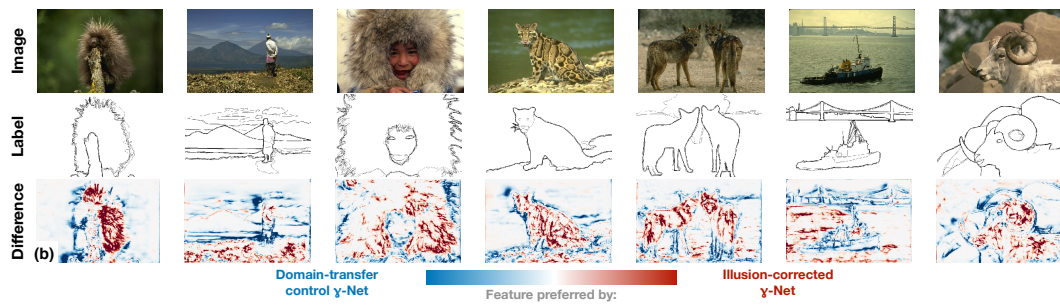 Image
Label
Difference
(b)
Domain-transfer
control γ-Net
Feature preferred by:
Illusion-corrected
γ-Net